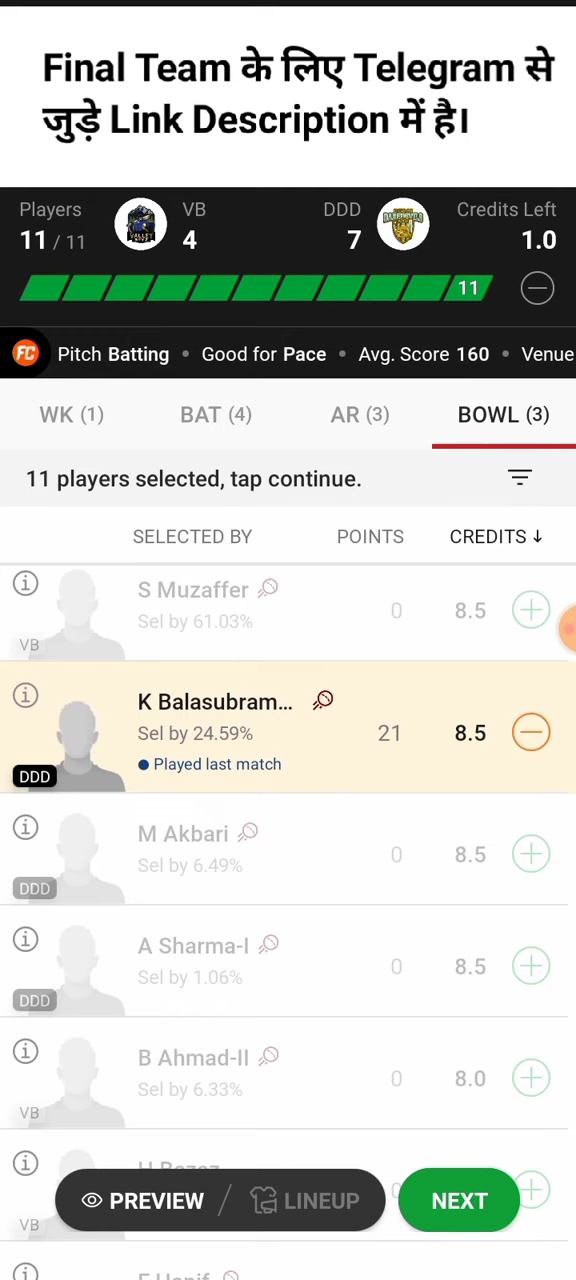 Final Team के लिए Telegram से
जुड़े Link Description में है।
Players VB DDD Credits Left
11 / 11 4 7 1.0
11
FC Pitch Batting • Good for Pace • Avg. Score 160 • Venue
WK (1) BAT (4) AR (3) BOWL (3)
11 players selected, tap continue.
SELECTED BY POINTS CREDITS ↓
S Muzaffer
Sel by 61.03% 0 8.5
VB
K Balasubram...
Sel by 24.59% 21 8.5
Played last match
DDD
M Akbari
Sel by 6.49% 0 8.5
DDD
A Sharma-I
Sel by 1.06% 0 8.5
DDD
B Ahmad-II
Sel by 6.33% 0 8.0
VB
PREVIEW / LINEUP NEXT
VB